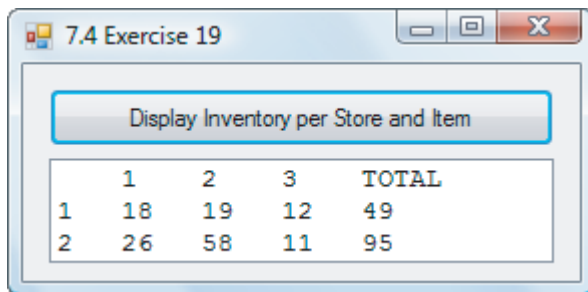 7.4 Exercise 19
Display Inventory per Store and Item
1 2 3 TOTAL
1 18 19 12 49
2 26 58 11 95